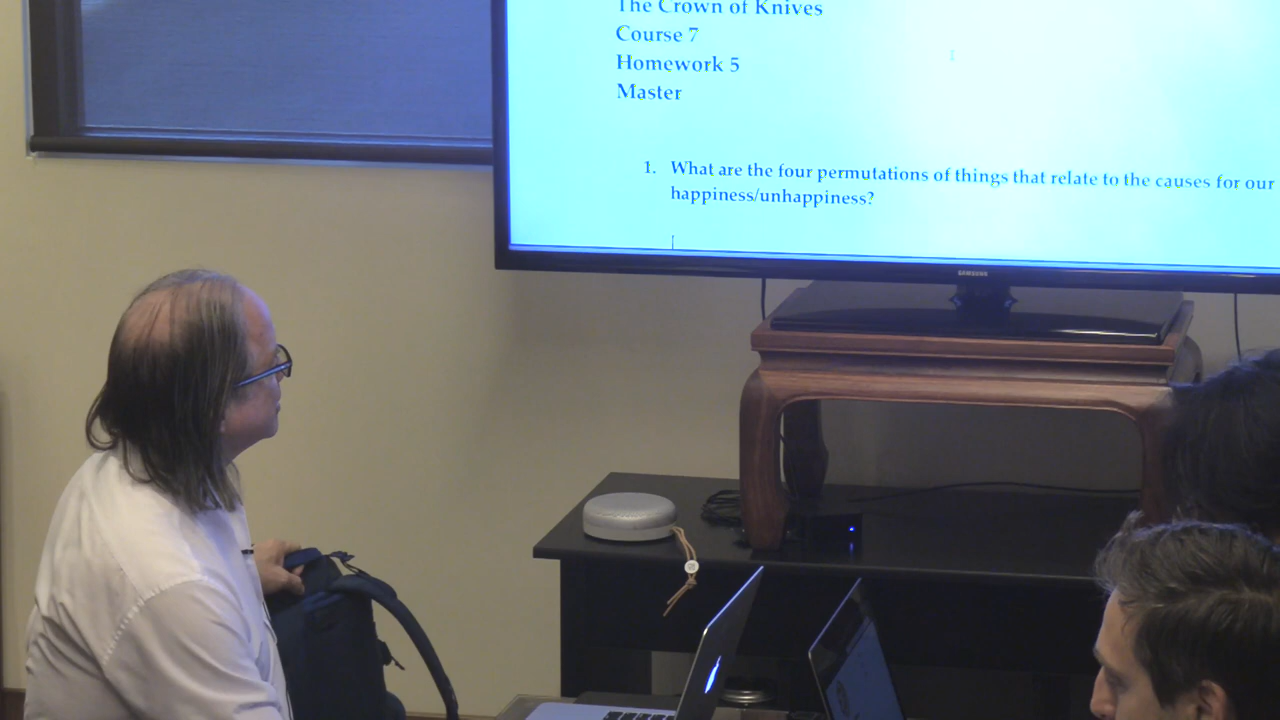 The Crown of Knives
Course 7
Homework 5
Master
1. What are the four permutations of things that relate to the causes for our
happiness/unhappiness?
SAMSUNG